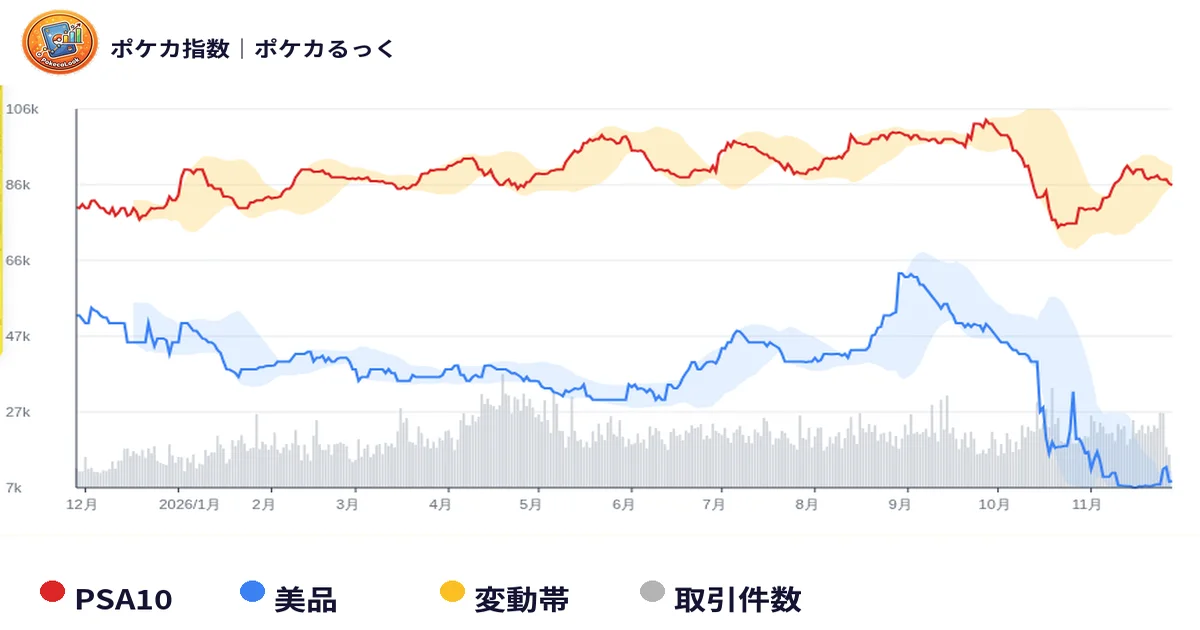 ポケカ指数｜ポケカるっく
PokecaLook
106k
86k
66k
47k
27k
7k
12月 2026/1月 2月 3月 4月 5月 6月 7月 8月 9月 10月 11月
PSA10 美品 変動帯 取引件数